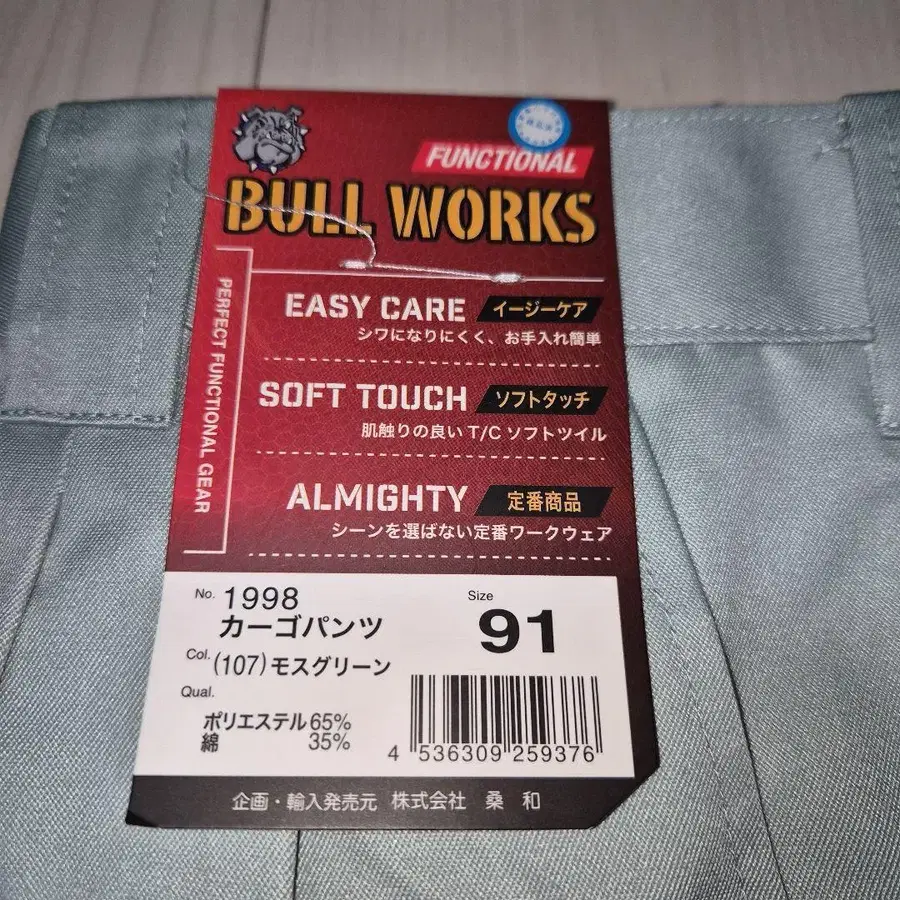 FUNCTIONAL
BULL WORKS
PERFECT FUNCTIONAL GEAR
EASY CARE イージーケア
シワになりにくく、お手入れ簡単
SOFT TOUCH ソフトタッチ
肌触りの良いT/Cソフトツイル
ALMIGHTY 定番商品
シーンを選ばない定番ワークウェア
No. 1998
カーゴパンツ
Col. (107)モスグリーン
Qual.
ポリエステル65%
綿 35%
Size
91
4 536309 259376
企画・輸入発売元 株式会社 桑和